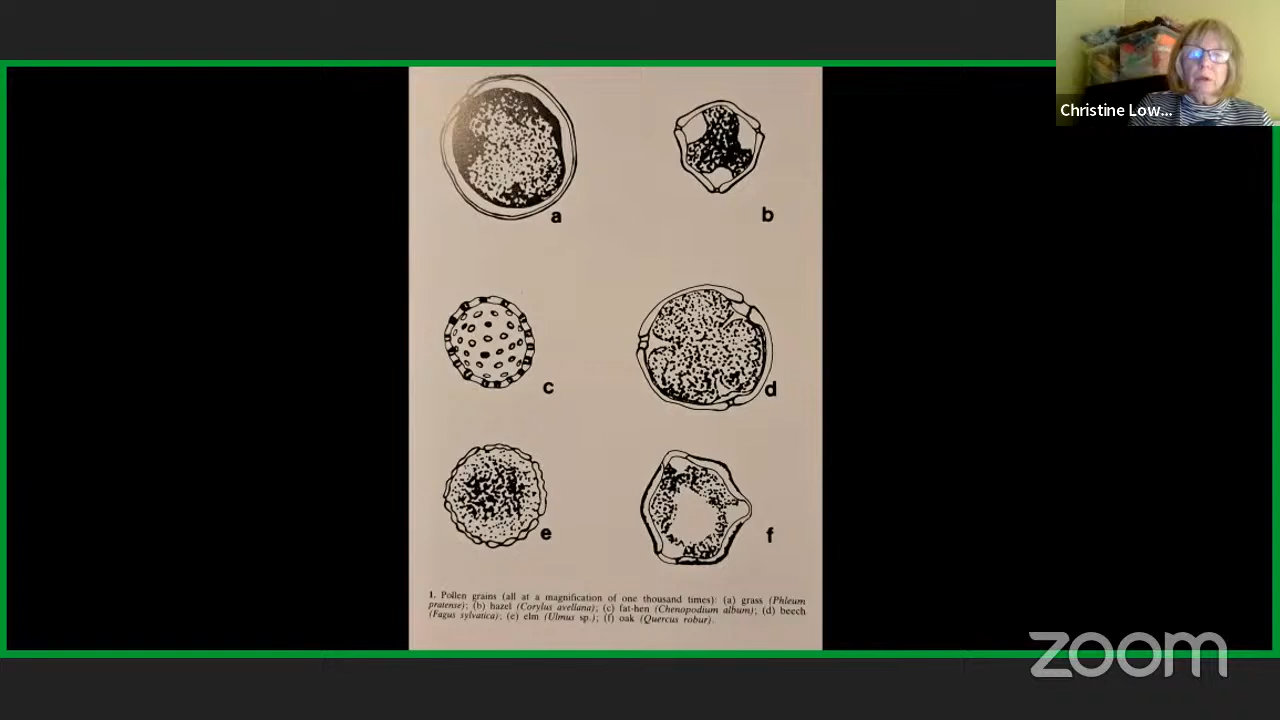 Christine Low...
a
b
c
d
e
f
1. Pollen grains (all at a magnification of one thousand times): (a) grass (Phleum
pratense); (b) hazel (Corylus avellana); (c) fat-hen (Chenopodium album); (d) beech
(Fagus sylvatica); (e) elm (Ulmus sp.); (f) oak (Quercus robur).
zoom